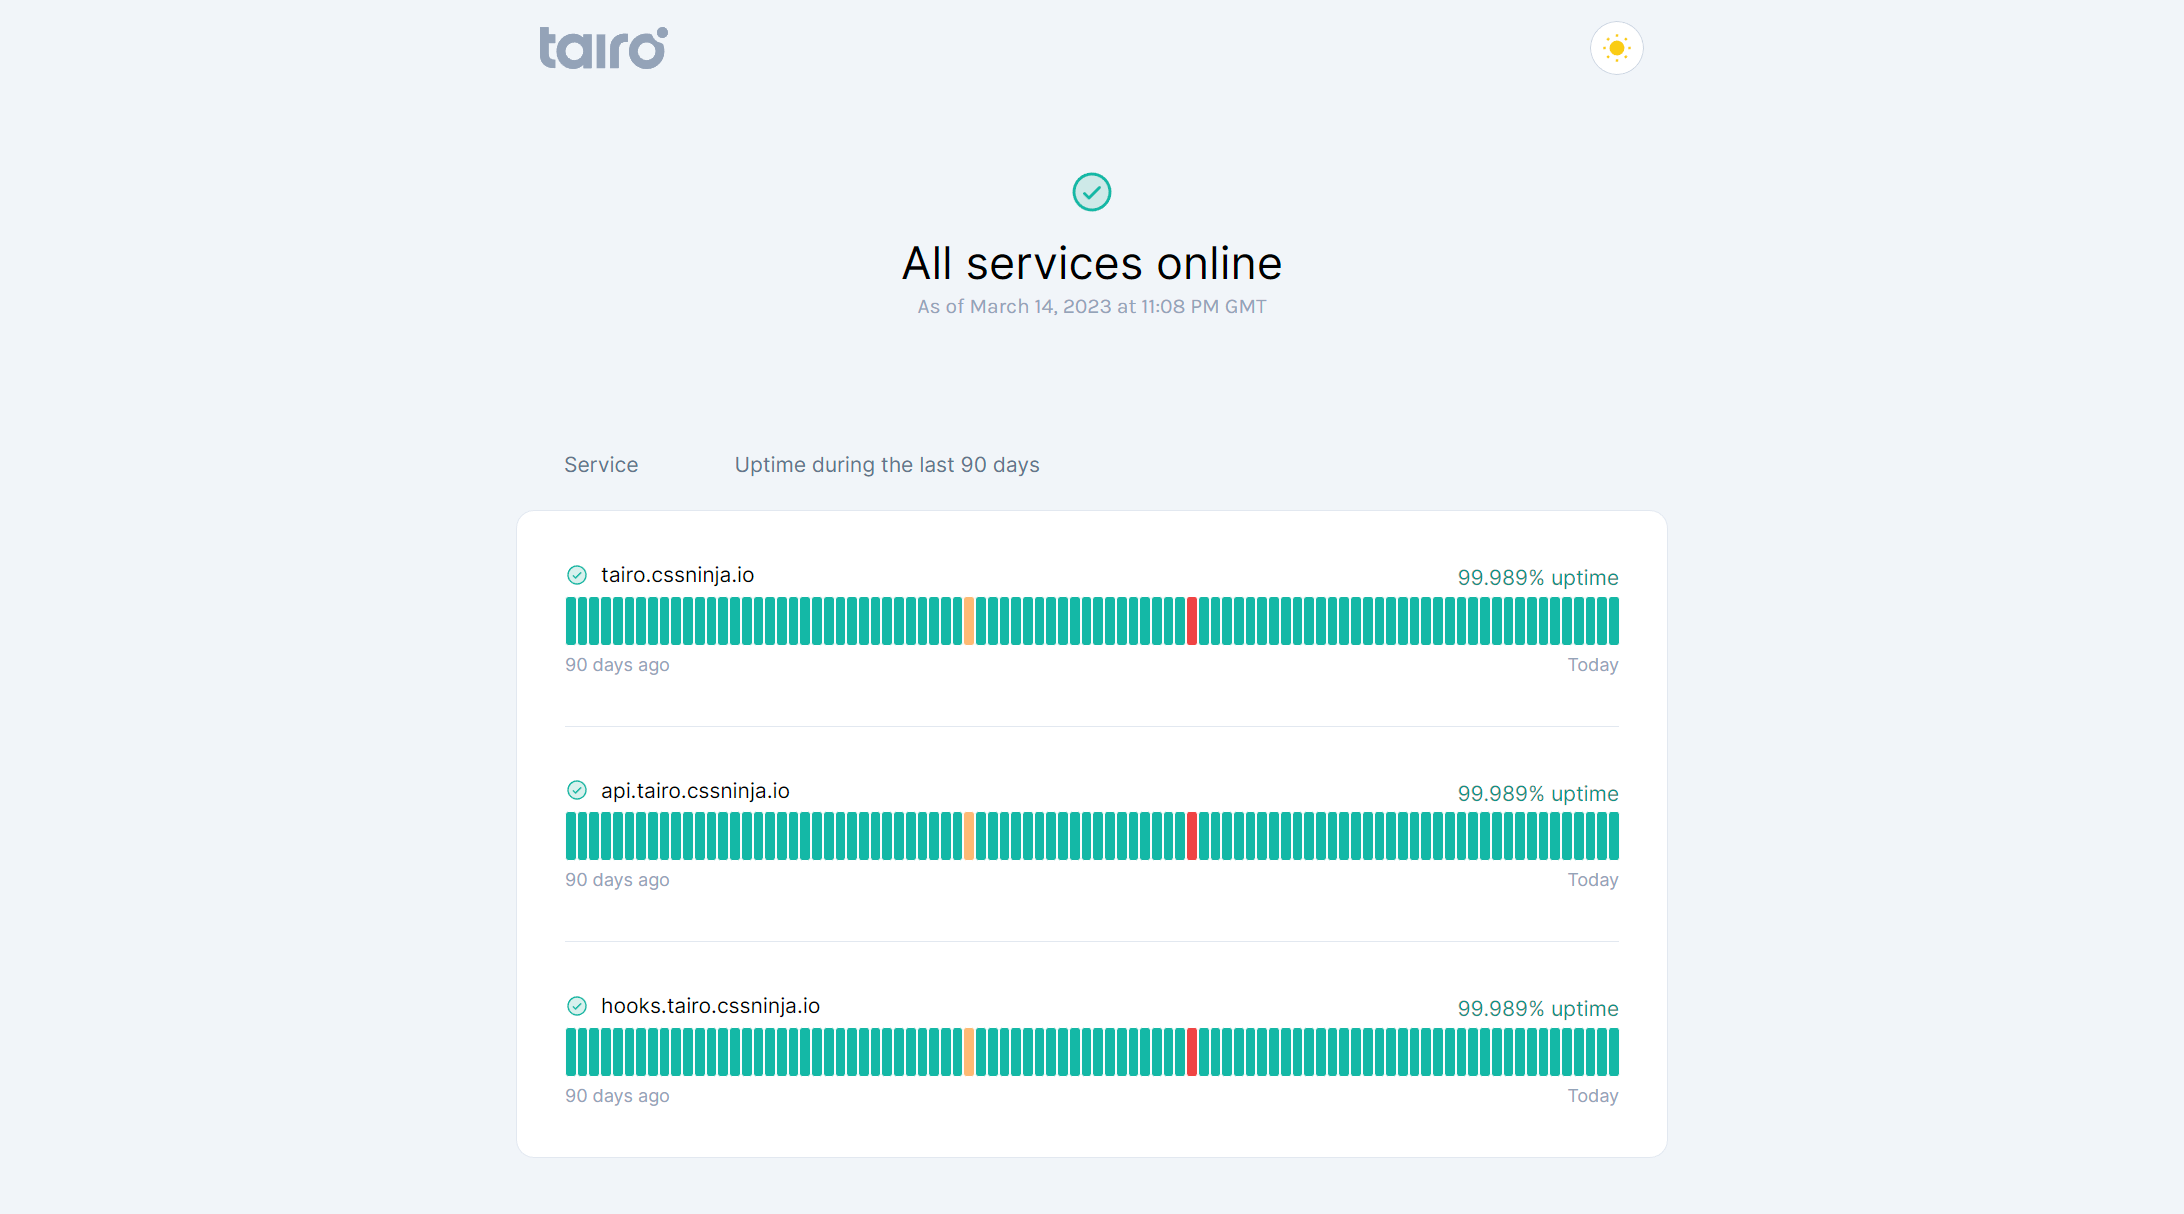 tairo
All services online
As of March 14, 2023 at 11:08 PM GMT
Service Uptime during the last 90 days
tairo.cssninja.io 99.989% uptime
90 days ago Today
api.tairo.cssninja.io 99.989% uptime
90 days ago Today
hooks.tairo.cssninja.io 99.989% uptime
90 days ago Today